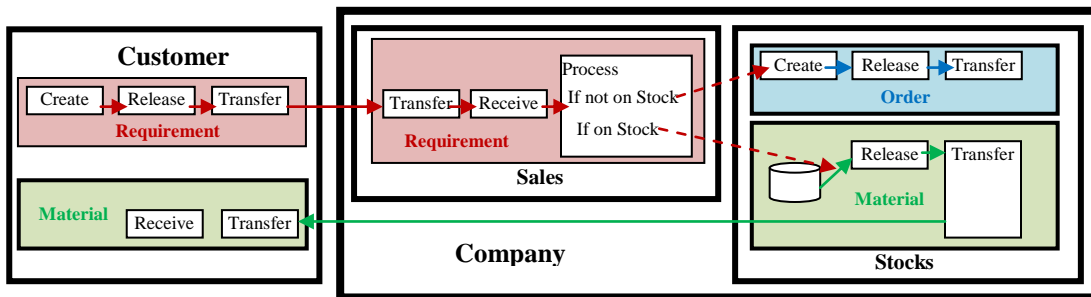 Customer
Create
Release
Transfer
Requirement
Material
Receive
Transfer
Transfer
Receive
Process
If not on Stock
If on Stock
Requirement
Sales
Company
Create
Release
Transfer
Order
Release
Transfer
Material
Stocks